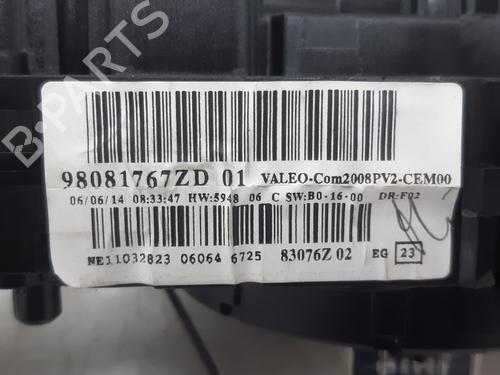 98081767ZD 01 VALEO-Com2008PV2-CEM00
06/06/14 08:33:47 HW:5948 06 C SW:B0-16-00 DR:F02
NE11032823 06064 6725 83076Z 02 EG 23
B-PARTS